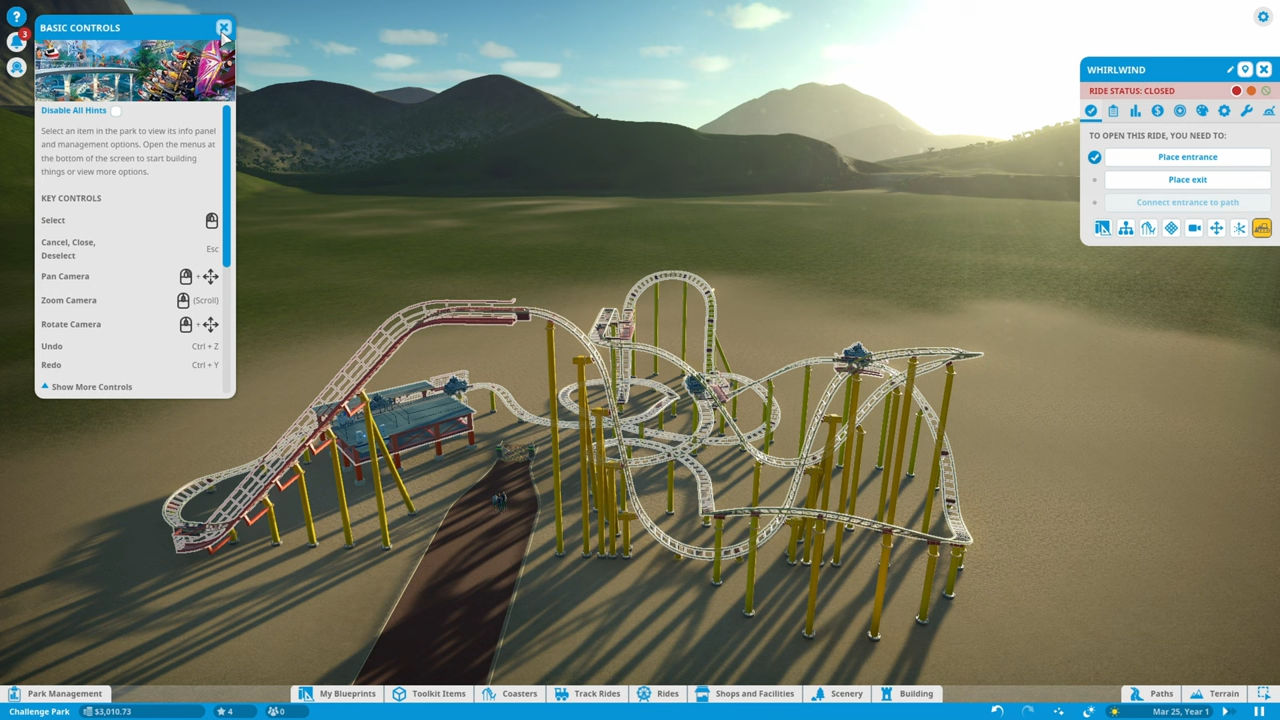 ?
3
BASIC CONTROLS
Disable All Hints
Select an item in the park to view its info panel
and management options. Open the menus at
the bottom of the screen to start building
things or view more options.
KEY CONTROLS
Select
Cancel, Close,
Deselect
Esc
Pan Camera
+
Zoom Camera
(Scroll)
Rotate Camera
+
Undo
Ctrl + Z
Redo
Ctrl + Y
Show More Controls
WHIRLWIND
RIDE STATUS: CLOSED
TO OPEN THIS RIDE, YOU NEED TO:
Place entrance
Place exit
Connect entrance to path
Park Management
My Blueprints
Toolkit Items
Coasters
Track Rides
Rides
Shops and Facilities
Scenery
Building
Paths
Terrain
Challenge Park
$3,010.73
4
0
Mar 25, Year 1